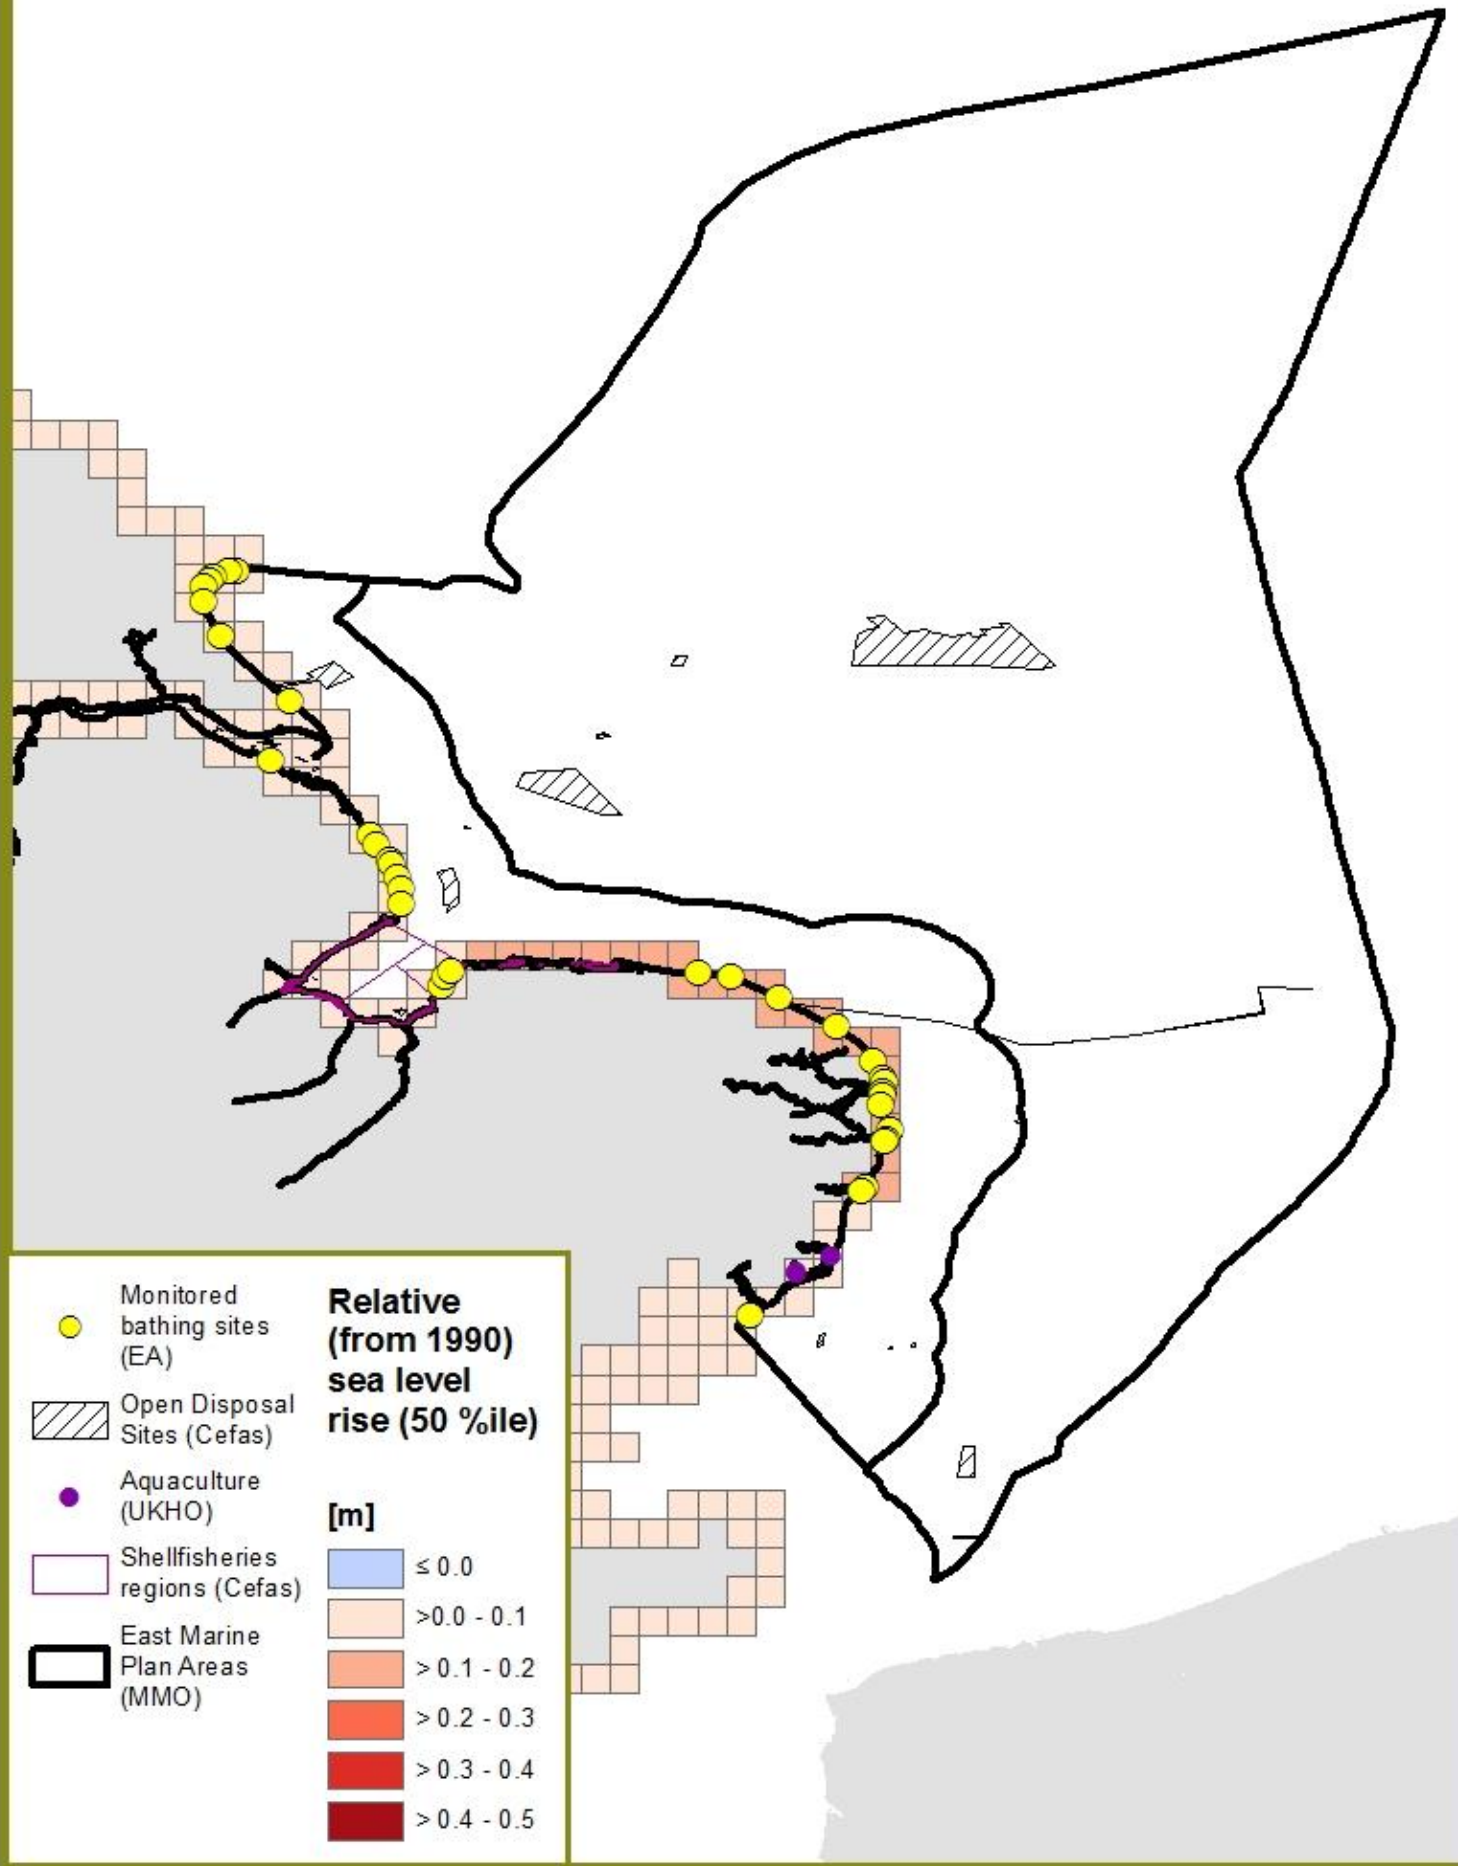 Monitored
bathing sites
(EA)
Open Disposal
Sites (Cefas)
Aquaculture
(UKHO)
Shellfisheries
regions (Cefas)
East Marine
Plan Areas
(MMO)
Relative
(from 1990)
sea level
rise (50 %ile)
[m]
≤ 0.0
>0.0 - 0.1
> 0.1 - 0.2
> 0.2 - 0.3
> 0.3 - 0.4
> 0.4 - 0.5